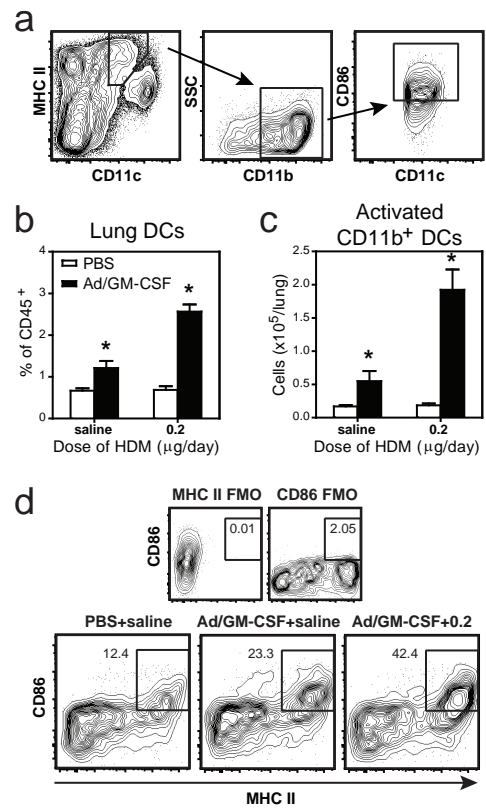 a
MHC II
CD11c
SSC
CD11b
CD86
CD11c
b
Lung DCs
PBS
Ad/GM-CSF
% of CD45+
4
3
2
1
0
*
*
saline
0.2
Dose of HDM (µg/day)
c
Activated
CD11b+ DCs
Cells (x10^5/lung)
2.5
2.0
1.5
1.0
0.5
0.0
*
*
saline
0.2
Dose of HDM (µg/day)
d
MHC II FMO
CD86 FMO
CD86
0.01
2.05
PBS+saline
Ad/GM-CSF+saline
Ad/GM-CSF+0.2
CD86
12.4
23.3
42.4
MHC II